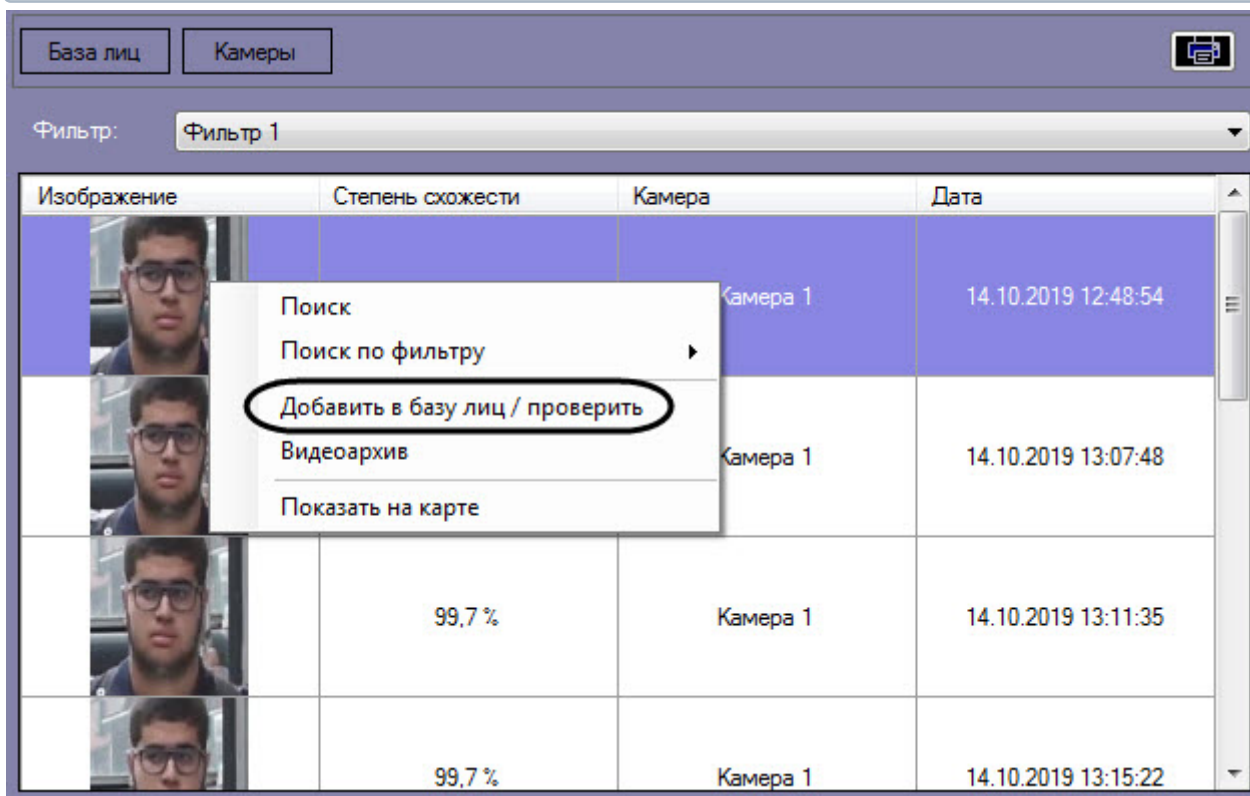 База лиц Камеры
Фильтр: Фильтр 1
Изображение Степень схожести Камера Дата
Камера 1 14.10.2019 12:48:54
Поиск
Поиск по фильтру
Добавить в базу лиц / проверить
Видеоархив
Показать на карте
Камера 1 14.10.2019 13:07:48
99,7 % Камера 1 14.10.2019 13:11:35
99,7 % Камера 1 14.10.2019 13:15:22